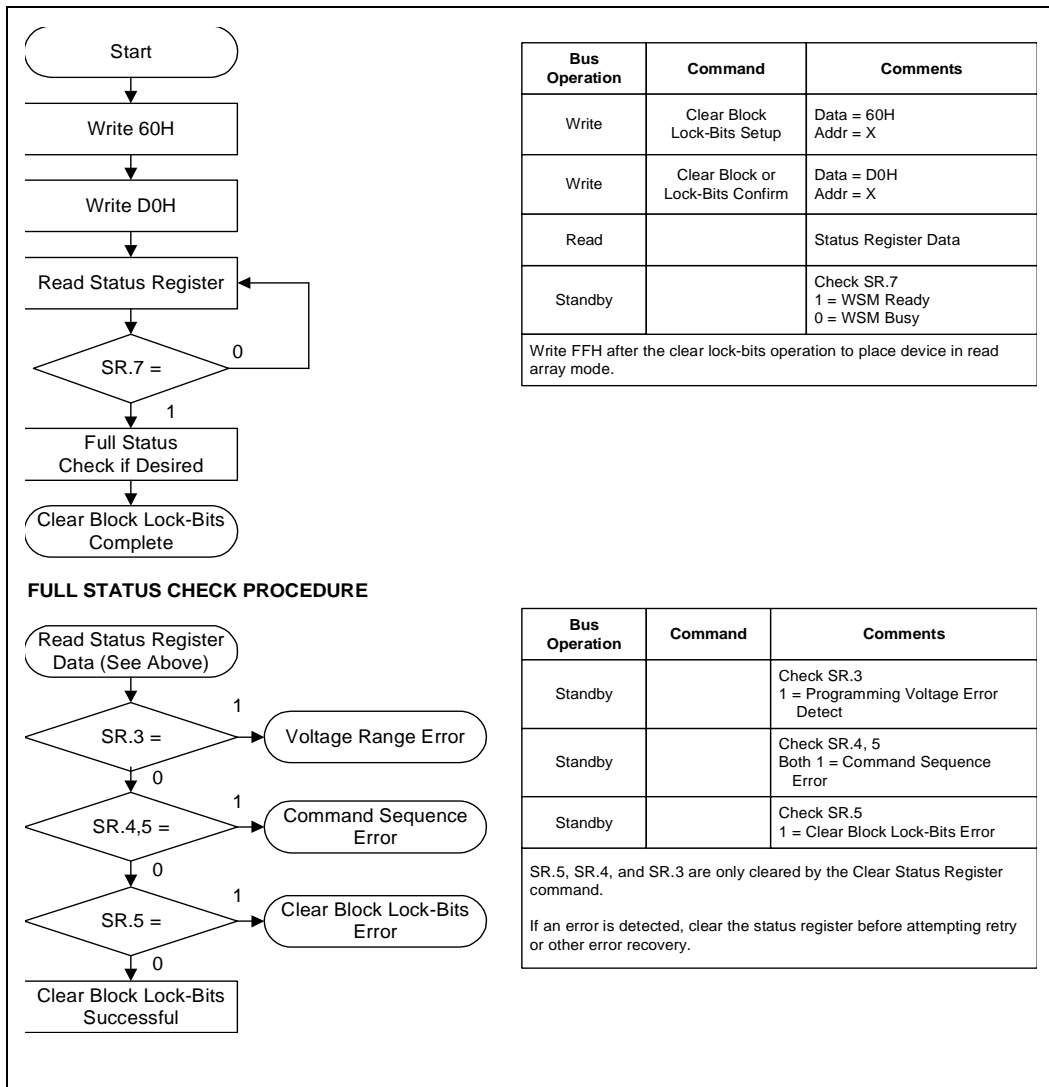 Start
Write 60H
Write D0H
Read Status Register
SR.7 =
0
1
Full Status
Check if Desired
Clear Block Lock-Bits
Complete
Bus
Operation
Command
Comments
Write
Clear Block
Lock-Bits Setup
Data = 60H
Addr = X
Write
Clear Block or
Lock-Bits Confirm
Data = D0H
Addr = X
Read
Status Register Data
Standby
Check SR.7
1 = WSM Ready
0 = WSM Busy
Write FFH after the clear lock-bits operation to place device in read
array mode.
FULL STATUS CHECK PROCEDURE
Read Status Register
Data (See Above)
SR.3 =
1
Voltage Range Error
0
SR.4,5 =
1
Command Sequence
Error
0
SR.5 =
1
Clear Block Lock-Bits
Error
0
Clear Block Lock-Bits
Successful
Bus
Operation
Command
Comments
Standby
Check SR.3
1 = Programming Voltage Error
Detect
Standby
Check SR.4, 5
Both 1 = Command Sequence
Error
Standby
Check SR.5
1 = Clear Block Lock-Bits Error
SR.5, SR.4, and SR.3 are only cleared by the Clear Status Register
command.
If an error is detected, clear the status register before attempting retry
or other error recovery.